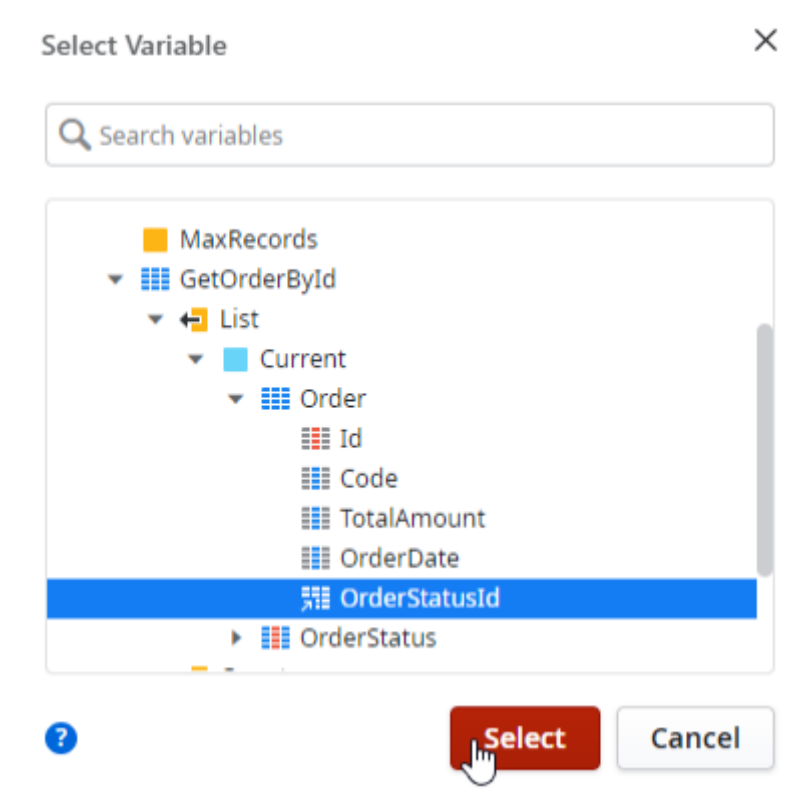 Select Variable
Search variables
MaxRecords
GetOrderById
List
Current
Order
Id
Code
TotalAmount
OrderDate
OrderStatusId
OrderStatus
?
Select
Cancel